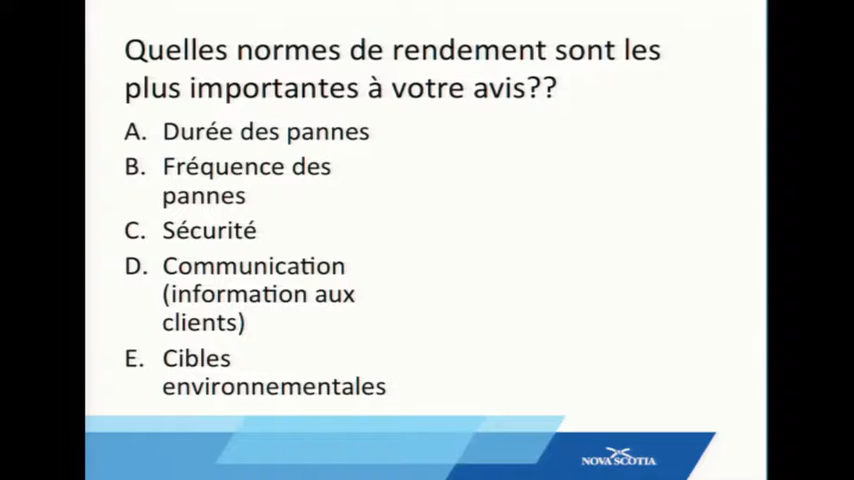 Quelles normes de rendement sont les
plus importantes à votre avis??
A. Durée des pannes
B. Fréquence des
pannes
C. Sécurité
D. Communication
(information aux
clients)
E. Cibles
environnementales
NOVA SCOTIA